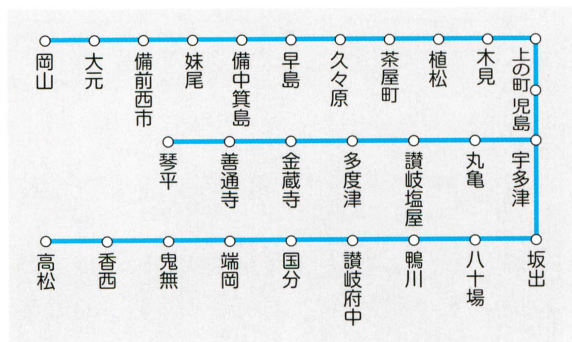 岡山
大元
備前西市
妹尾
備中箕島
早島
久々原
茶屋町
植松
木見
上の町
児島
琴平
善通寺
金蔵寺
多度津
讃岐塩屋
丸亀
宇多津
高松
香西
鬼無
端岡
国分
讃岐府中
鴨川
八十場
坂出